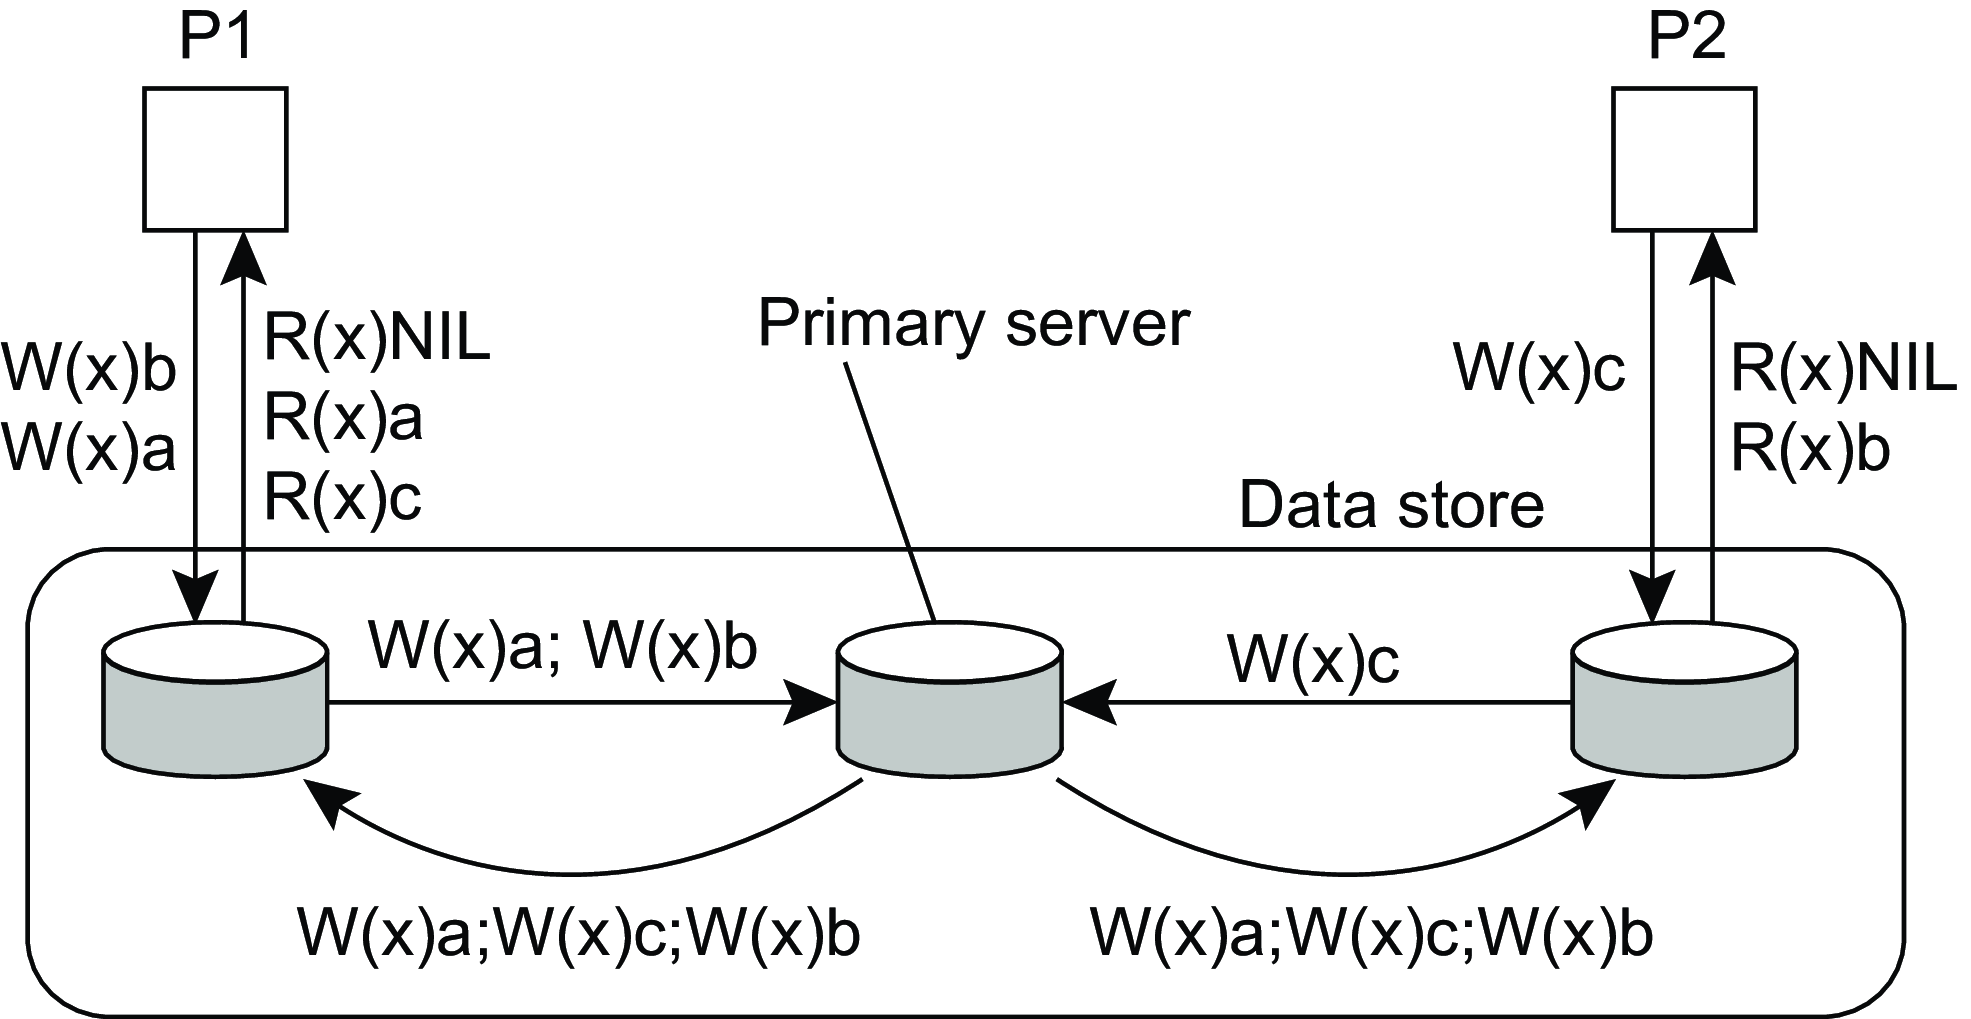 P1
P2
W(x)b
W(x)a
R(x)NIL
R(x)a
R(x)c
Primary server
W(x)c
R(x)NIL
R(x)b
Data store
W(x)a; W(x)b
W(x)c
W(x)a;W(x)c;W(x)b
W(x)a;W(x)c;W(x)b